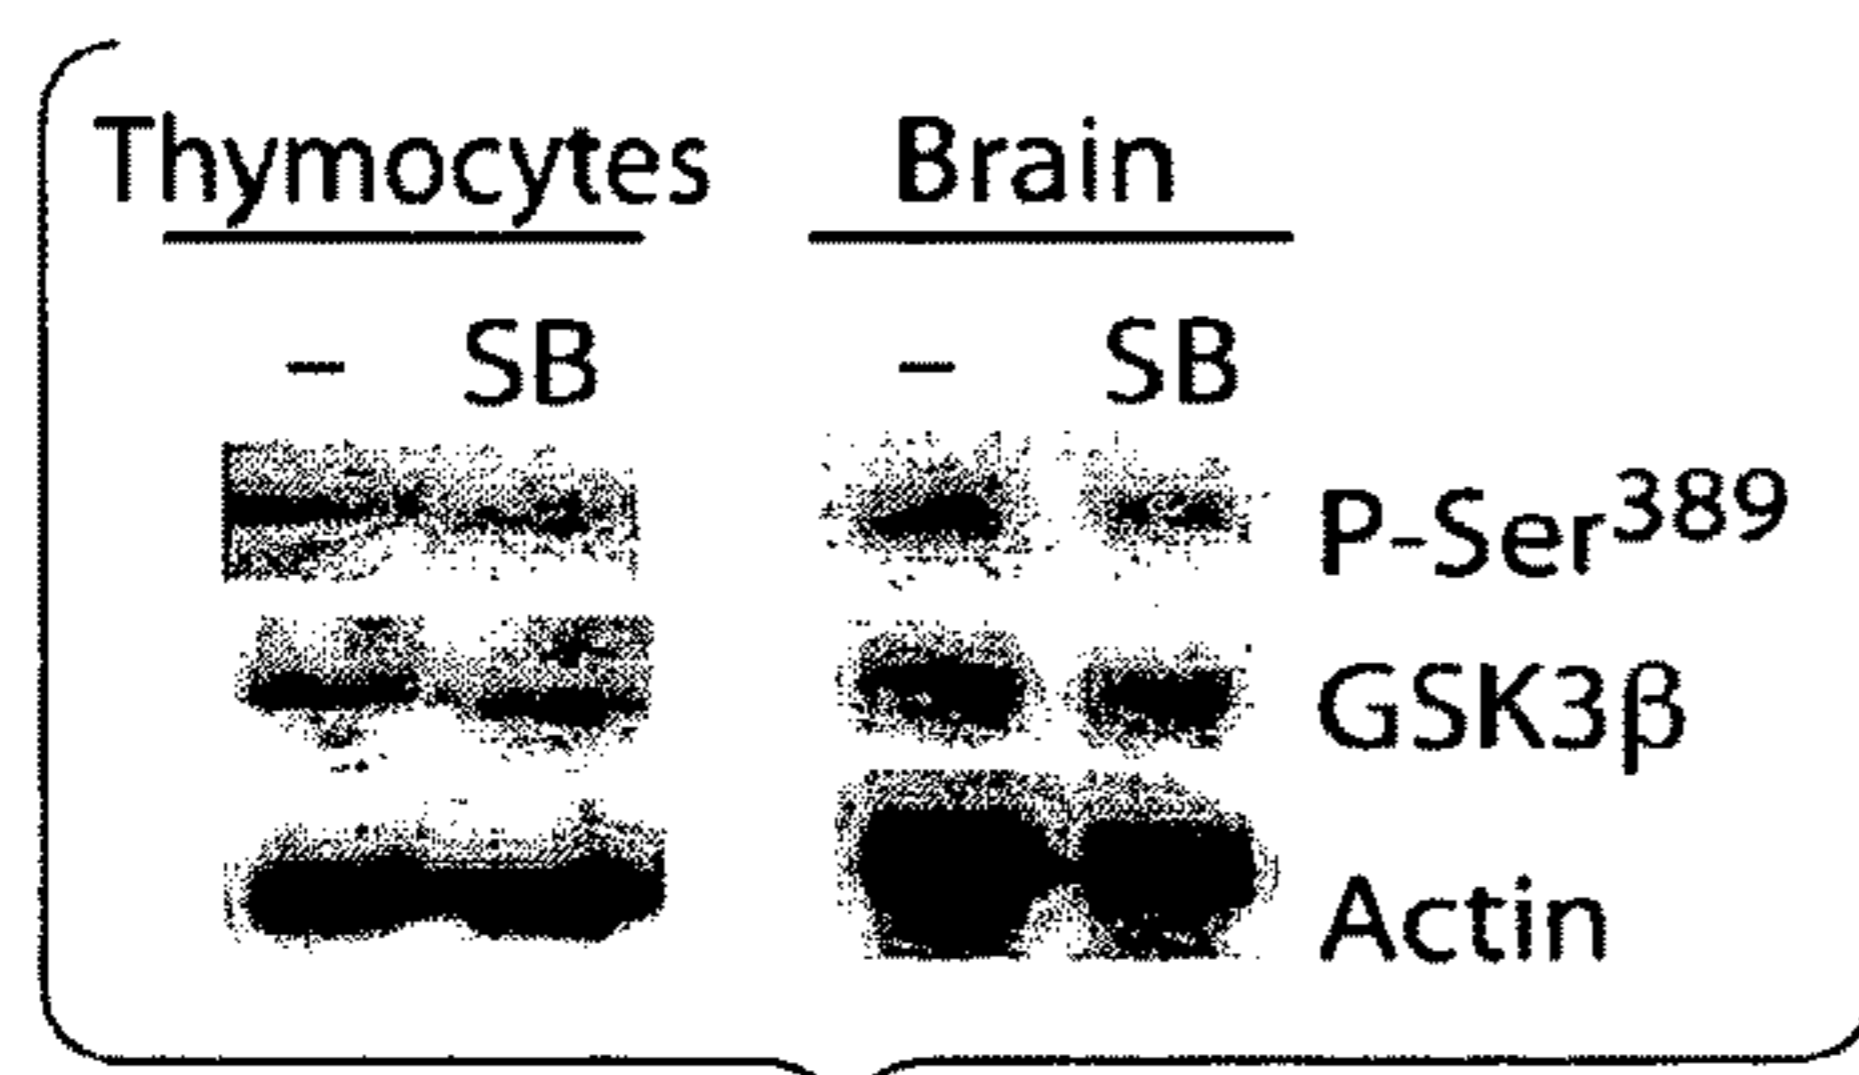 Thymocytes Brain
– SB – SB
P-Ser³⁸⁹
GSK3β
Actin